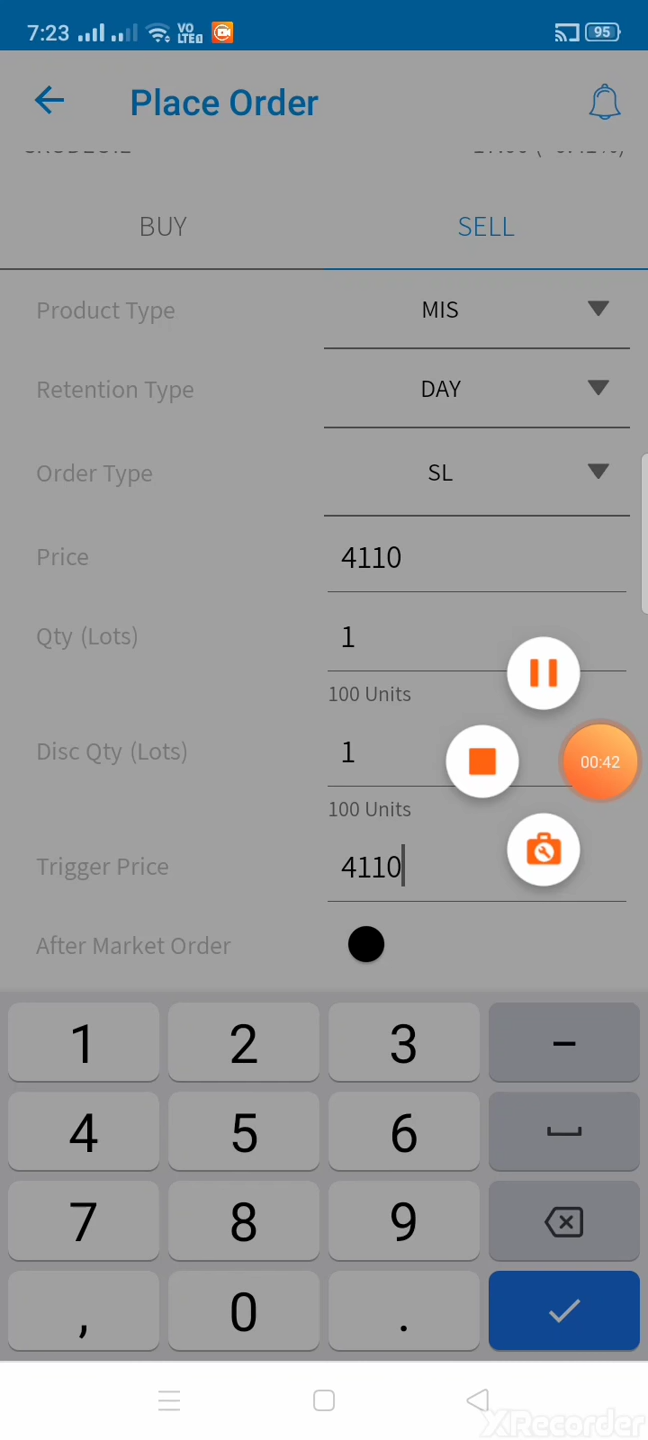 7:23 VO LTE 95
Place Order
BUY SELL
Product Type MIS
Retention Type DAY
Order Type SL
Price 4110
Qty (Lots) 1
100 Units
Disc Qty (Lots) 1
00:42
100 Units
Trigger Price 4110
After Market Order
1 2 3 -
4 5 6
7 8 9
, 0 .
XRecorder